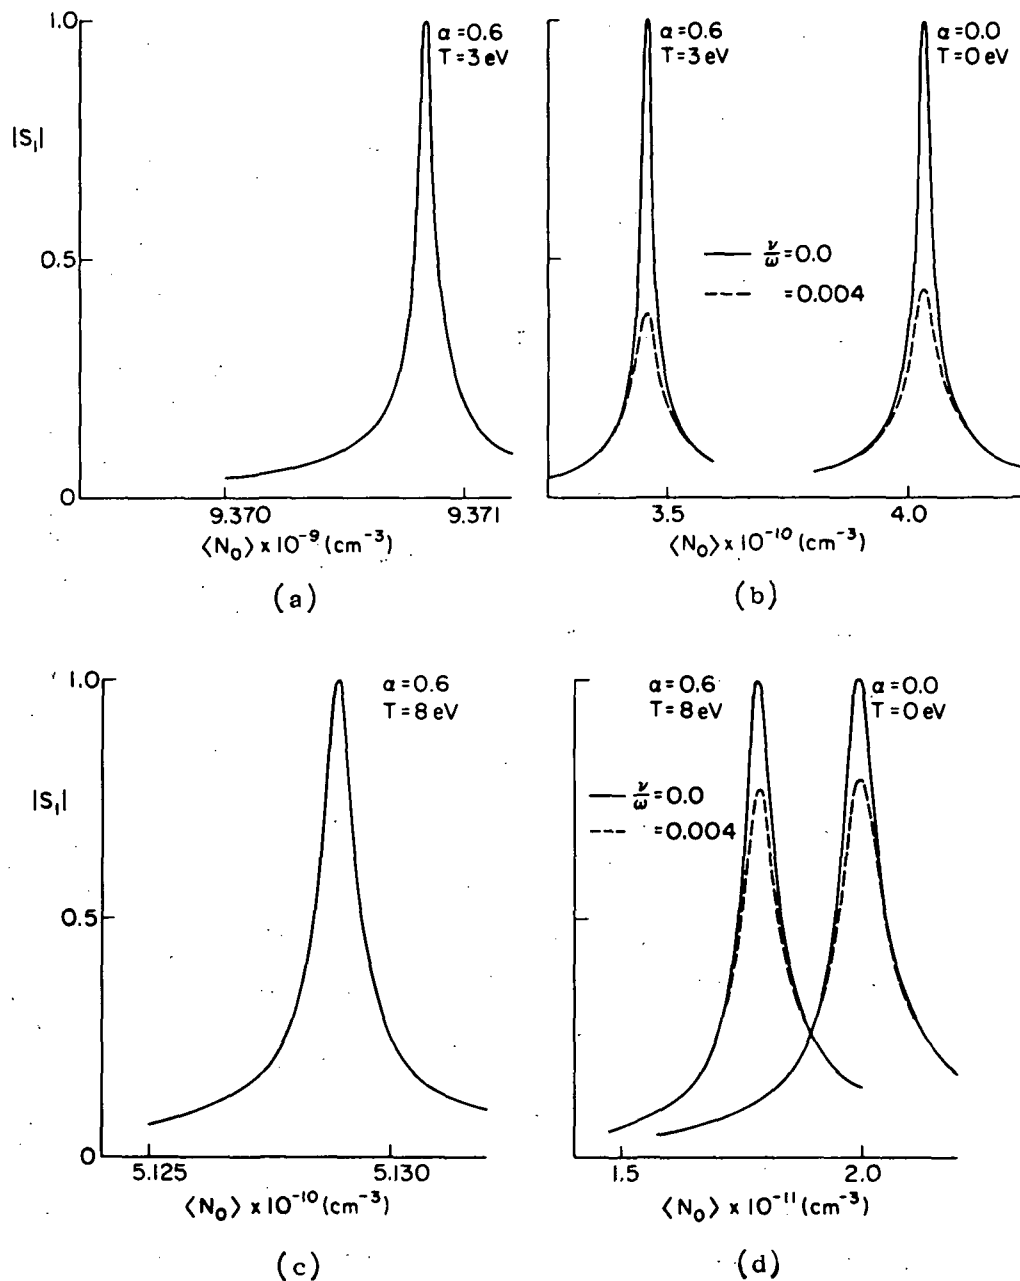 1.0
α=0.6
T=3 eV
|S₁|
0.5
0
9.370
9.371
⟨N₀⟩ x 10⁻⁹ (cm⁻³)
(a)
α=0.6
T=3 eV
α=0.0
T=0 eV
ν/ω=0.0
=0.004
3.5
4.0
⟨N₀⟩ x 10⁻¹⁰ (cm⁻³)
(b)
1.0
α=0.6
T=8 eV
|S₁|
0.5
0
5.125
5.130
⟨N₀⟩ x 10⁻¹⁰ (cm⁻³)
(c)
α=0.6
T=8 eV
α=0.0
T=0 eV
ν/ω=0.0
=0.004
1.5
2.0
⟨N₀⟩ x 10⁻¹¹ (cm⁻³)
(d)